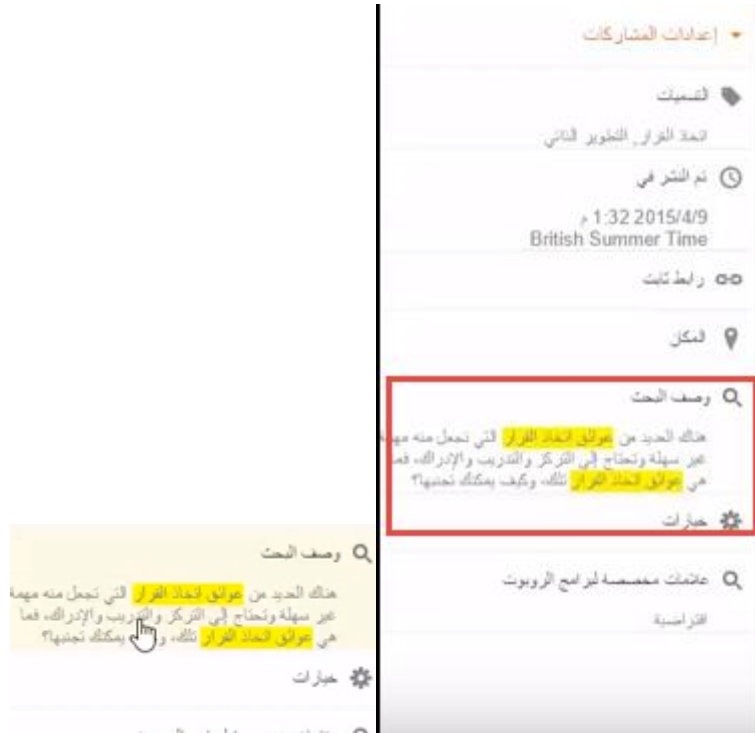 إعدادات المشاركات
التسميات
اتخاذ القرار, التطوير الذاتي
تم النشر في
2015/4/9 1:32 م
British Summer Time
رابط ثابت
المكان
وصف البحث
هناك العديد من عوائق اتخاذ القرار التي تجعل منه مهمة
غير سهلة وتحتاج إلى التركز والتدريب والإدراك، فما
هي عوائق اتخاذ القرار تلك، وكيف يمكنك تجنبها؟
خيارات
علامات مخصصة لبرامج الروبوت
افتراضية
وصف البحث
هناك العديد من عوائق اتخاذ القرار التي تجعل منه مهمة
غير سهلة وتحتاج إلى التركز والتدريب والإدراك، فما
هي عوائق اتخاذ القرار تلك، يمكنك تجنبها؟
خيارات